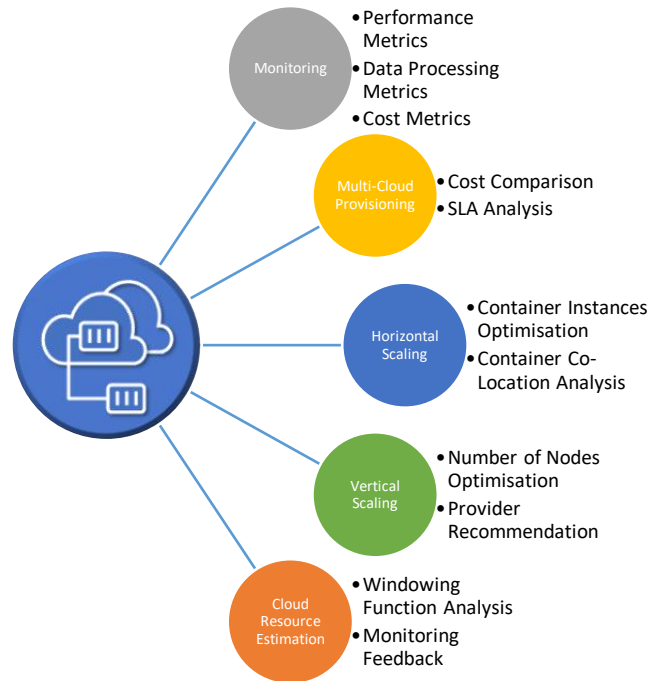 Monitoring
•Performance
Metrics
•Data Processing
Metrics
•Cost Metrics
Multi-Cloud
Provisioning
•Cost Comparison
•SLA Analysis
Horizontal
Scaling
•Container Instances
Optimisation
•Container Co-
Location Analysis
Vertical
Scaling
•Number of Nodes
Optimisation
•Provider
Recommendation
Cloud
Resource
Estimation
•Windowing
Function Analysis
•Monitoring
Feedback